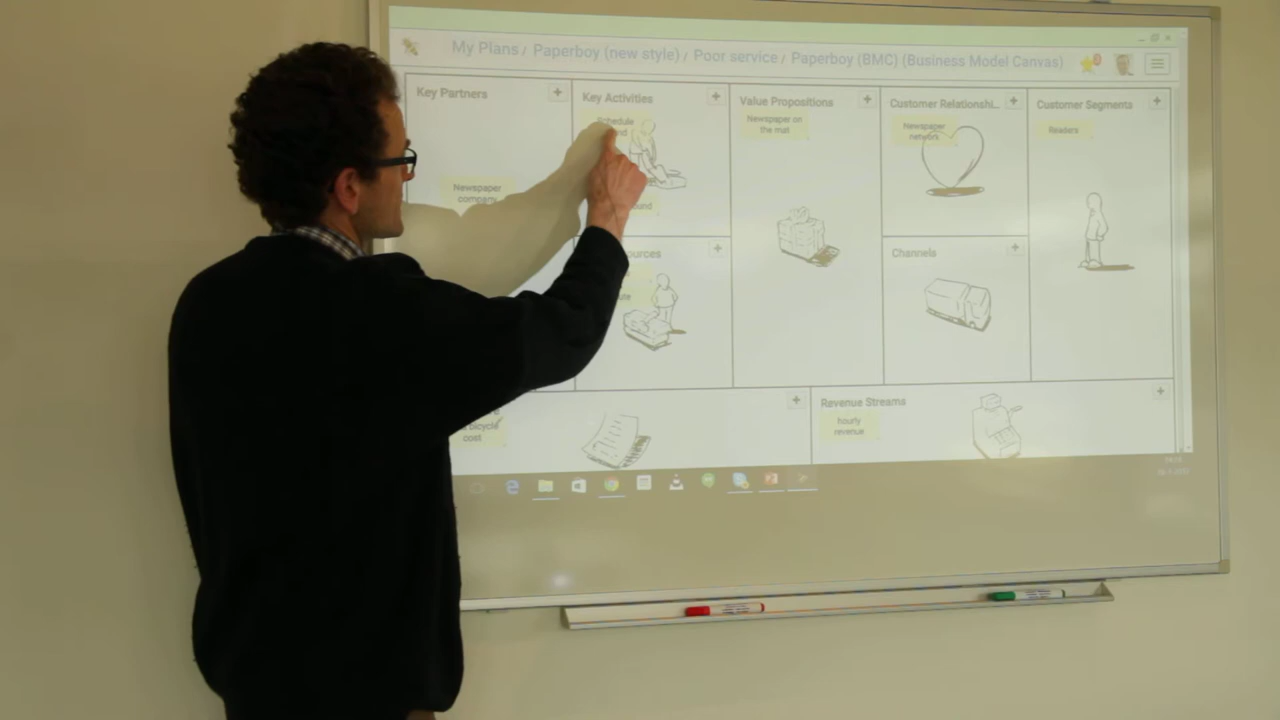 My Plans / Paperboy (new style) / Poor service / Paperboy (BMC) (Business Model Canvas)
Key Partners
Newspaper
company
Key Activities
Schedule
Value Propositions
Newspaper on
the mat
Customer Relationshi...
Newspaper
network
Channels
Customer Segments
Readers
bicycle
cost
Revenue Streams
hourly
revenue